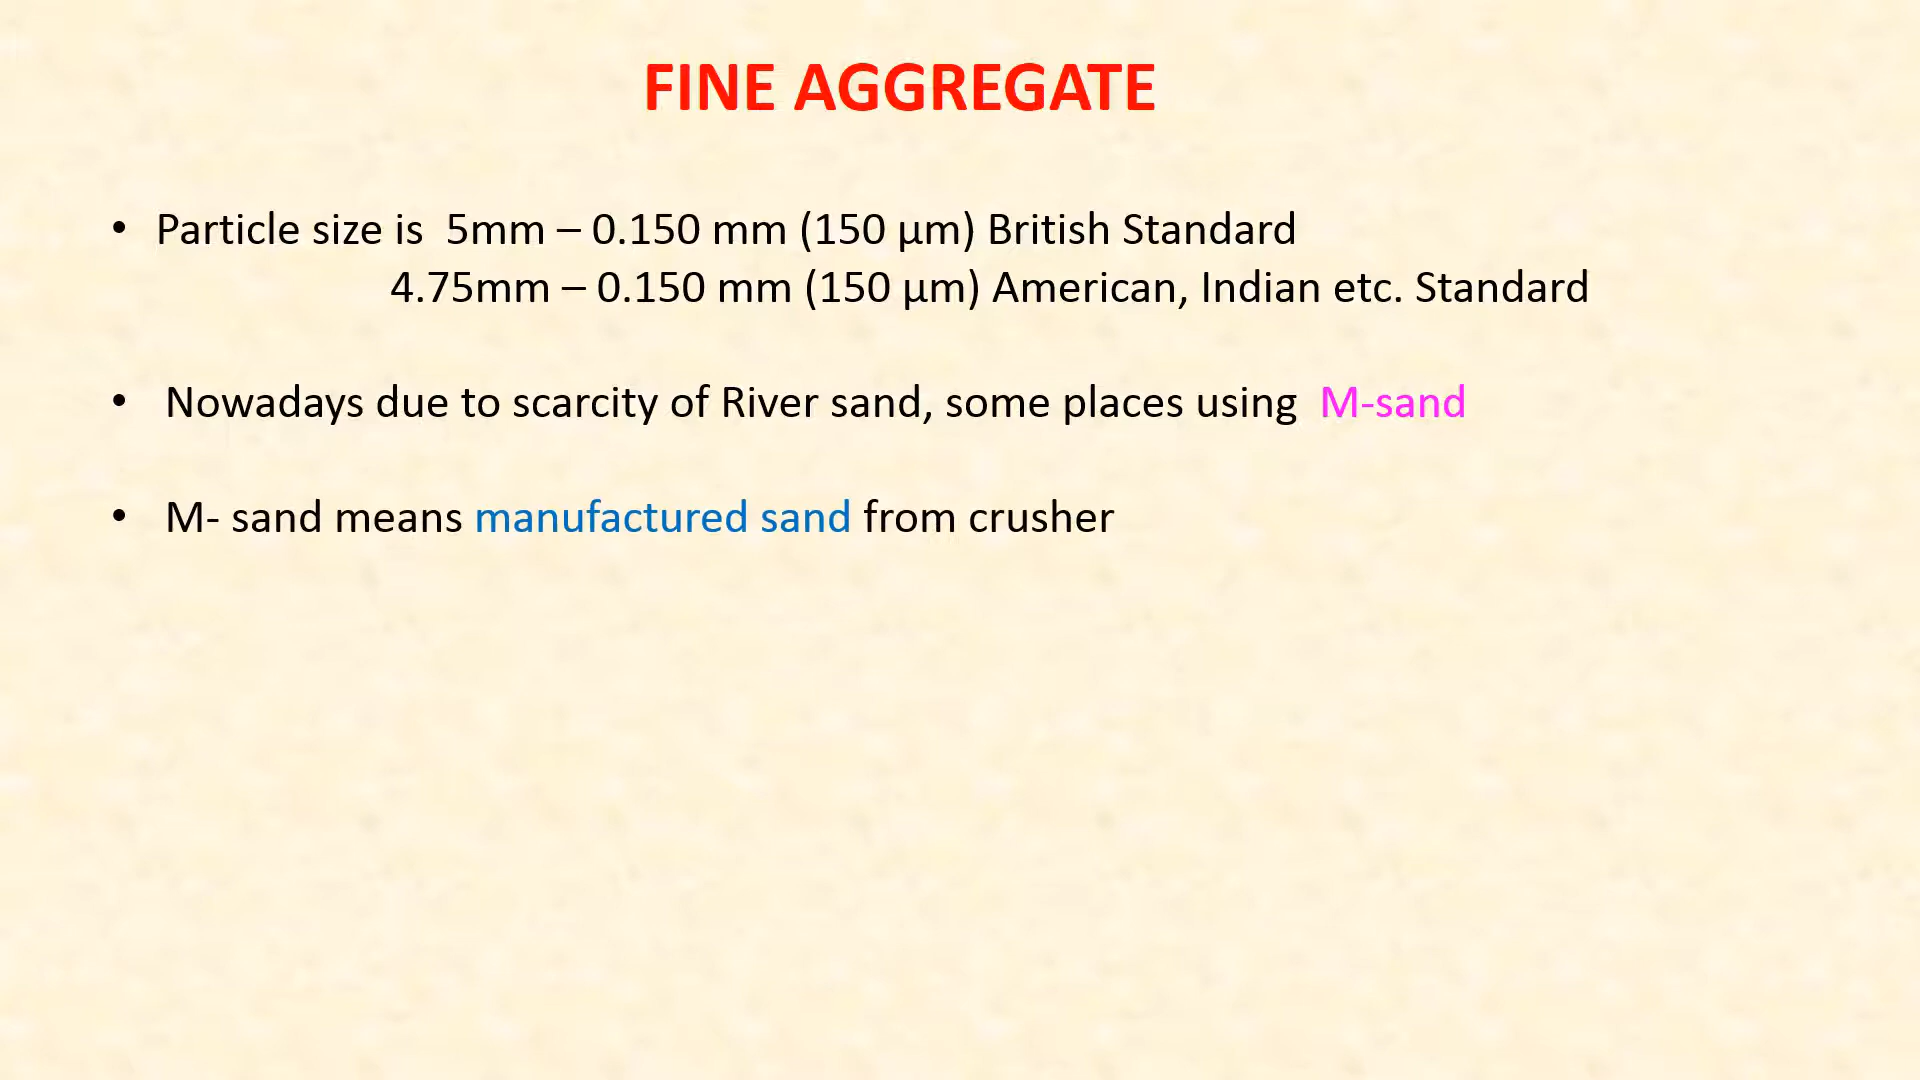 FINE AGGREGATE
• Particle size is 5mm – 0.150 mm (150 µm) British Standard
4.75mm – 0.150 mm (150 µm) American, Indian etc. Standard
• Nowadays due to scarcity of River sand, some places using M-sand
• M- sand means manufactured sand from crusher